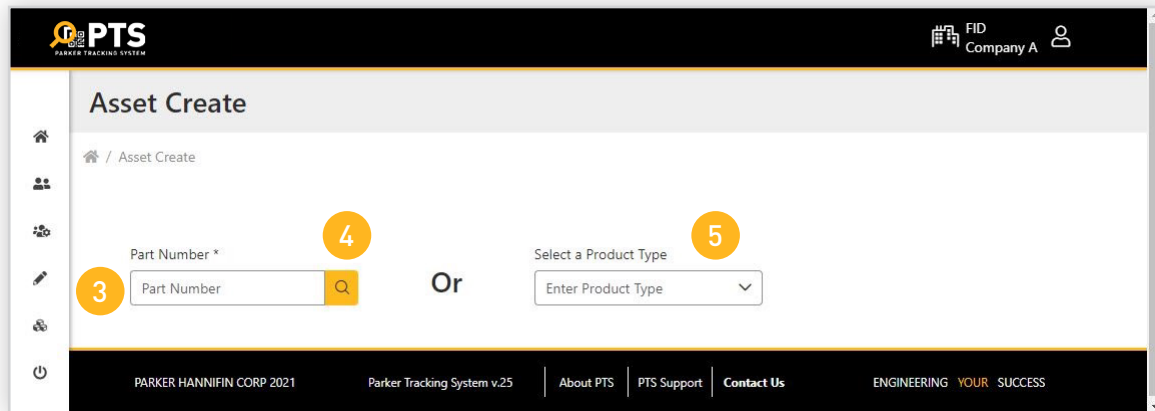 PTS
PARKER TRACKING SYSTEM
FID
Company A
Asset Create
/ Asset Create
4
5
Part Number *
Select a Product Type
3
Part Number
Or
Enter Product Type
PARKER HANNIFIN CORP 2021
Parker Tracking System v.25
About PTS
PTS Support
Contact Us
ENGINEERING YOUR SUCCESS